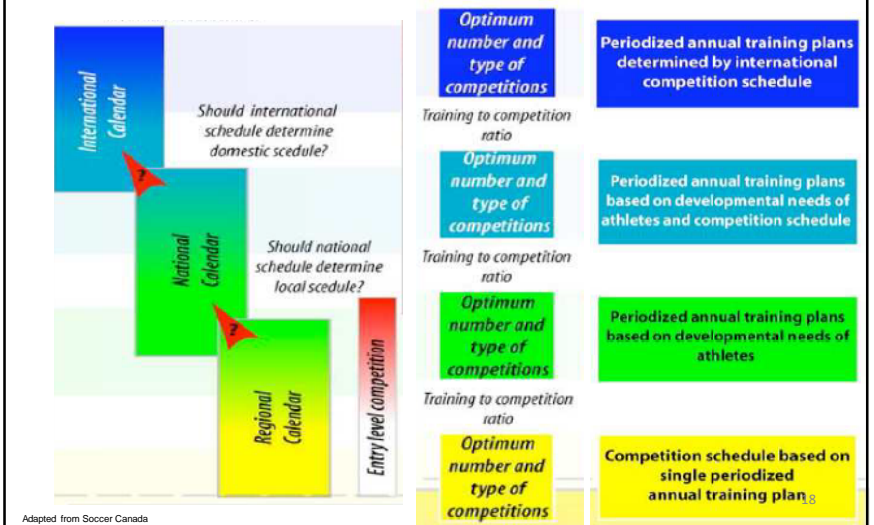 International
Calendar
Should international
schedule determine
domestic scedule?
?
National
Calendar
Should national
schedule determine
local scedule?
?
Regional
Calendar
Entry level competition
Optimum
number and
type of
competitions
Training to competition
ratio
Optimum
number and
type of
competitions
Training to competition
ratio
Optimum
number and
type of
competitions
Training to competition
ratio
Optimum
number and
type of
competitions
Periodized annual training plans
determined by international
competition schedule
Periodized annual training plans
based on developmental needs of
athletes and competition schedule
Periodized annual training plans
based on developmental needs of
athletes
Competition schedule based on
single periodized
annual training plan
18
Adapted from Soccer Canada